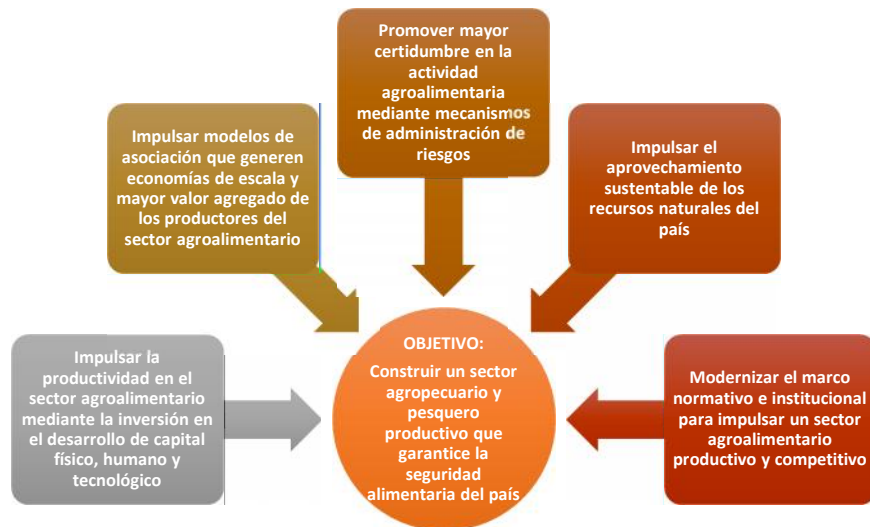 Promover mayor
certidumbre en la
actividad
agroalimentaria
mediante mecanismos
de administración de
riesgos
Impulsar modelos de
asociación que generen
economías de escala y
mayor valor agregado de
los productores del
sector agroalimentario
Impulsar el
aprovechamiento
sustentable de los
recursos naturales del
país
Impulsar la
productividad en el
sector agroalimentario
mediante la inversión en
el desarrollo de capital
físico, humano y
tecnológico
OBJETIVO:
Construir un sector
agropecuario y
pesquero
productivo que
garantice la
seguridad
alimentaria del país
Modernizar el marco
normativo e institucional
para impulsar un sector
agroalimentario
productivo y competitivo